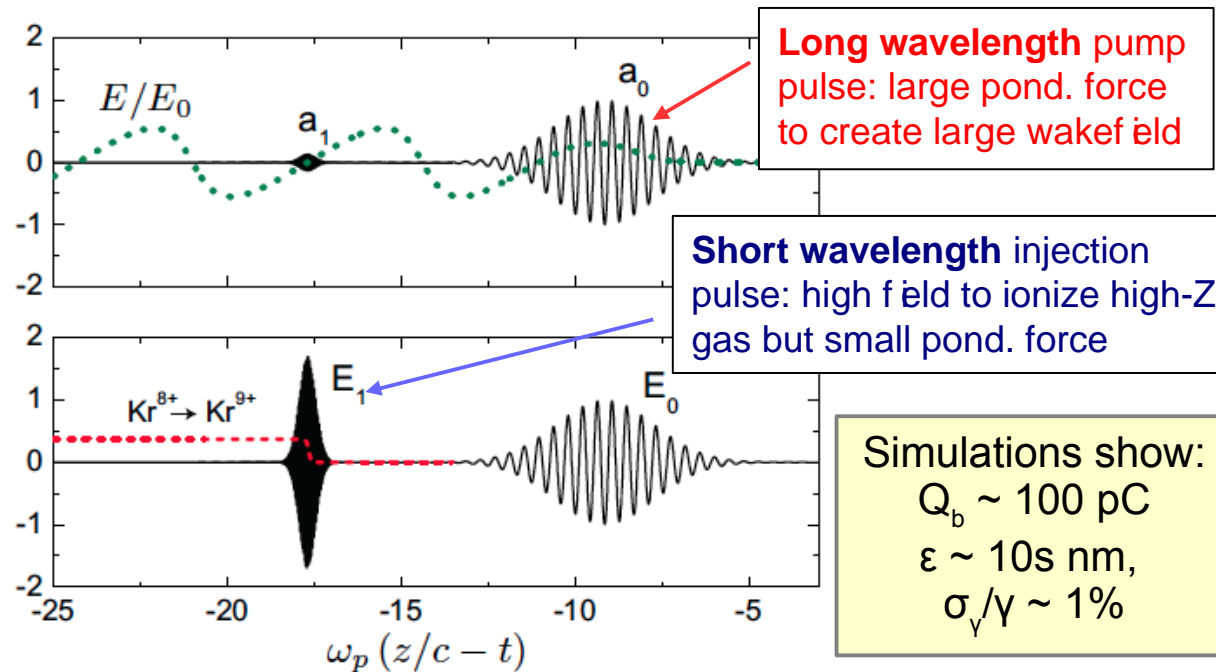 2
1
0
-1
-2
E/E₀
a₁
a₀
Long wavelength pump
pulse: large pond. force
to create large wakefield
Short wavelength injection
pulse: high field to ionize high-Z
gas but small pond. force
2
1
0
-1
-2
Kr⁸⁺→ Kr⁹⁺
E₁
E₀
-25
-20
-15
-10
-5
ωₚ (z/c − t)
Simulations show:
Q_b ~ 100 pC
ε ~ 10s nm,
σ_γ/γ ~ 1%